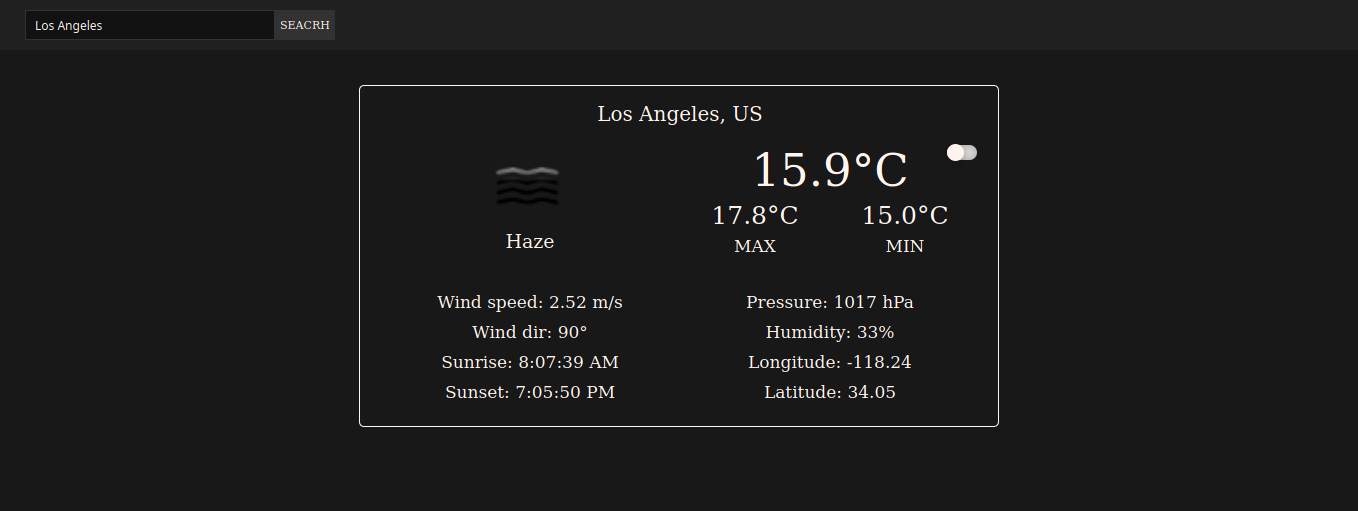 Los Angeles SEACRH
Los Angeles, US
15.9°C
17.8°C 15.0°C
MAX MIN
Haze
Wind speed: 2.52 m/s Pressure: 1017 hPa
Wind dir: 90° Humidity: 33%
Sunrise: 8:07:39 AM Longitude: -118.24
Sunset: 7:05:50 PM Latitude: 34.05